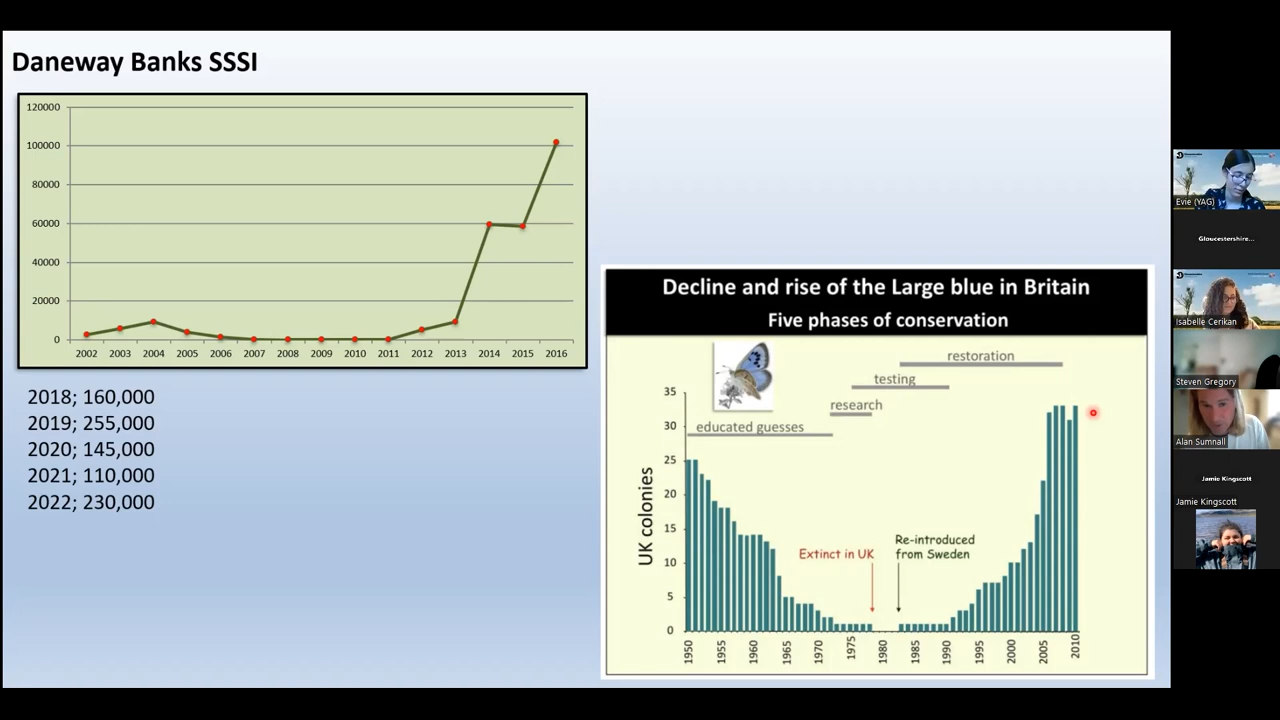 Daneway Banks SSSI
120000
100000
80000
60000
40000
20000
0
2002 2003 2004 2005 2006 2007 2008 2009 2010 2011 2012 2013 2014 2015 2016
2018; 160,000
2019; 255,000
2020; 145,000
2021; 110,000
2022; 230,000
Decline and rise of the Large blue in Britain
Five phases of conservation
restoration
testing
research
educated guesses
UK colonies
35
30
25
20
15
10
5
0
Extinct in UK
Re-introduced
from Sweden
1950 1955 1960 1965 1970 1975 1980 1985 1990 1995 2000 2005 2010
Evie (YAG)
Gloucestershire...
Isabelle Cerikan
Steven Gregory
Alan Sumnall
Jamie Kingscott
Jamie Kingscott